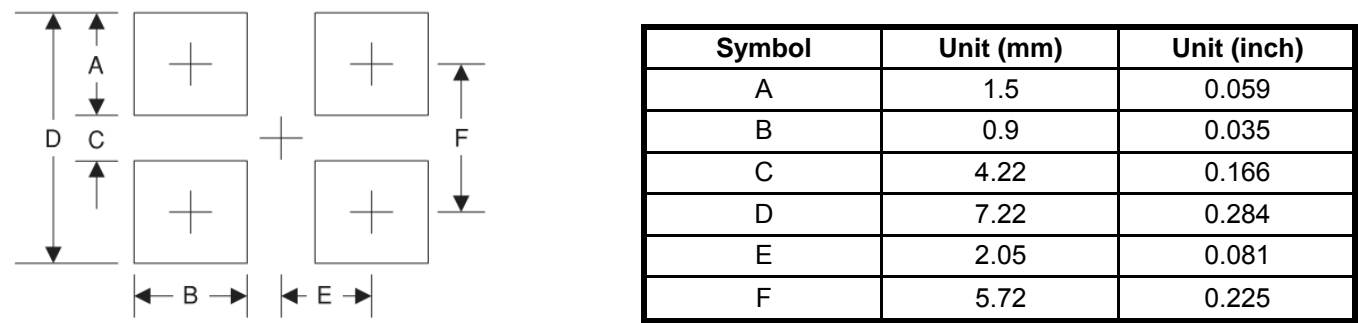 A
D
C
F
B
E
Symbol Unit (mm) Unit (inch)
A 1.5 0.059
B 0.9 0.035
C 4.22 0.166
D 7.22 0.284
E 2.05 0.081
F 5.72 0.225